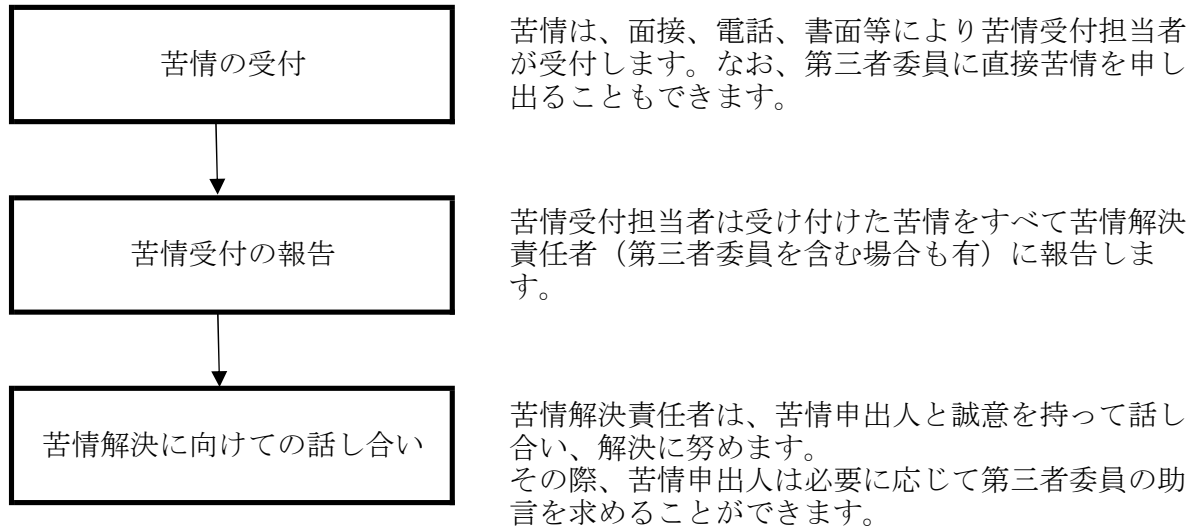 苦情の受付
苦情は、面接、電話、書面等により苦情受付担当者
が受付します。なお、第三者委員に直接苦情を申し
出ることもできます。
苦情受付の報告
苦情受付担当者は受け付けた苦情をすべて苦情解決
責任者（第三者委員を含む場合も有）に報告しま
す。
苦情解決に向けての話し合い
苦情解決責任者は、苦情申出人と誠意を持って話し
合い、解決に努めます。
その際、苦情申出人は必要に応じて第三者委員の助
言を求めることができます。